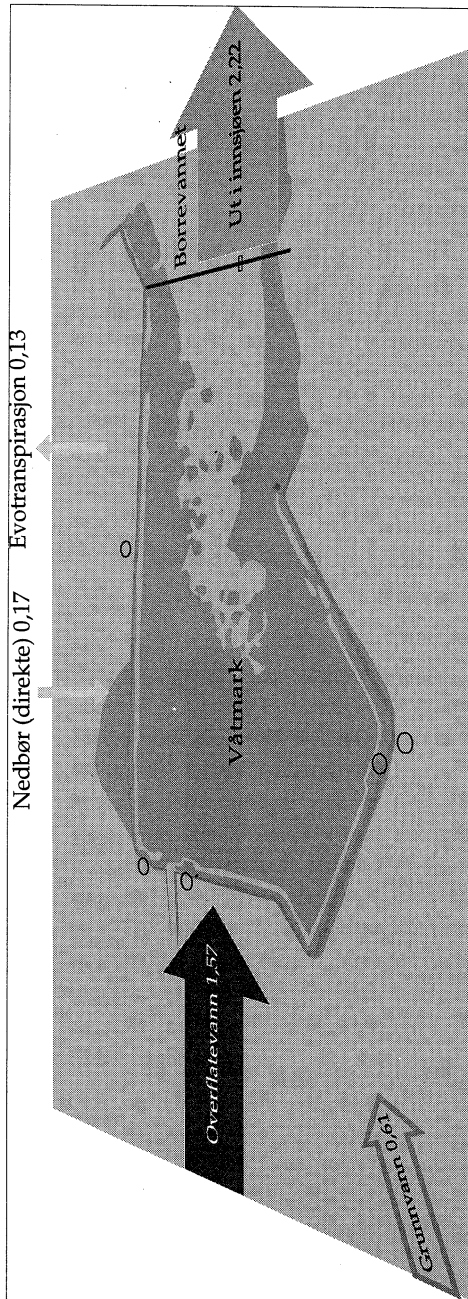 Nedbør (direkte) 0,17
Evotranspirasjon 0,13
Borrevannet
Ut i innsjøen 2,22
Våtmark
Overflatevann 1,57
Grunnvann 0,61